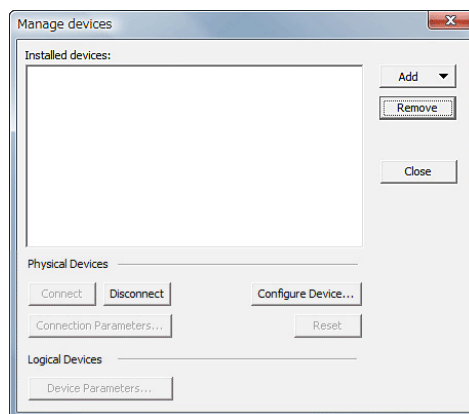 Manage devices
Installed devices:
Add
Remove
Close
Physical Devices
Connect Disconnect Configure Device...
Connection Parameters... Reset
Logical Devices
Device Parameters...